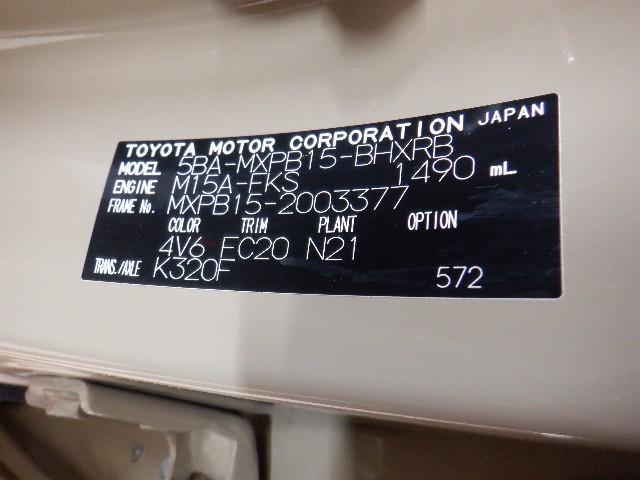 TOYOTA MOTOR CORPORATION JAPAN
MODEL 5BA-MXPB15-BHXRB
ENGINE M15A-FKS 1490 mL
FRAME No. MXPB15-2003377
COLOR TRIM PLANT OPTION
4V6 EC20 N21
TRANS./AXLE K320F 572